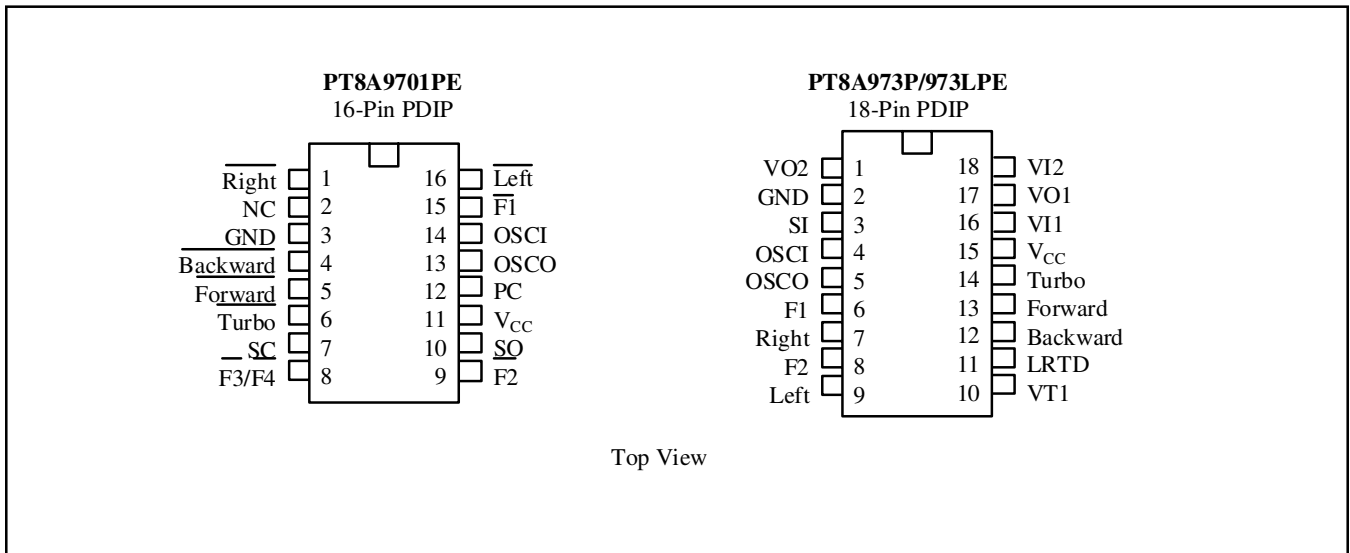 PT8A9701PE
16-Pin PDIP
Right 1 16 Left
NC 2 15 F1
GND 3 14 OSCI
Backward 4 13 OSCO
Forward 5 12 PC
Turbo 6 11 VCC
SC 7 10 SO
F3/F4 8 9 F2
PT8A973P/973LPE
18-Pin PDIP
VO2 1 18 VI2
GND 2 17 VO1
SI 3 16 VI1
OSCI 4 15 VCC
OSCO 5 14 Turbo
F1 6 13 Forward
Right 7 12 Backward
F2 8 11 LRTD
Left 9 10 VT1
Top View